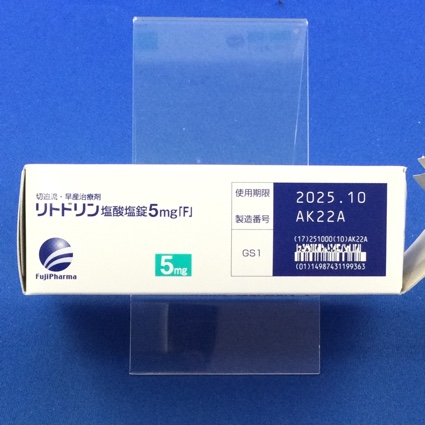 切迫流・早産治療剤
リトドリン塩酸塩錠5mg「F」
FujiPharma
5mg
使用期限
2025.10
製造番号
AK22A
GS1
(17)251000(10)AK22A
(01)14987431199363